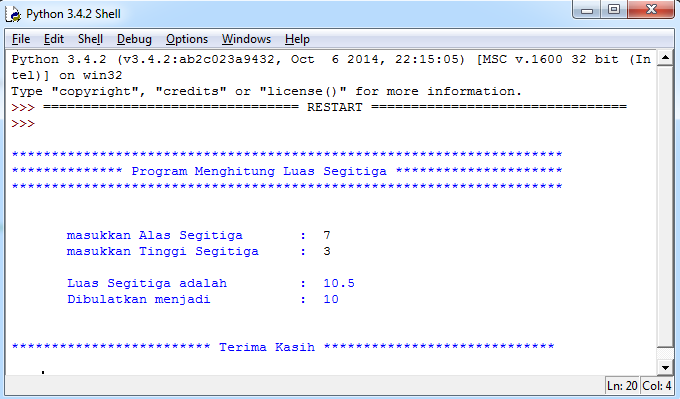 Python 3.4.2 Shell
File Edit Shell Debug Options Windows Help
Python 3.4.2 (v3.4.2:ab2c023a9432, Oct  6 2014, 22:15:05) [MSC v.1600 32 bit (In
tel)] on win32
Type "copyright", "credits" or "license()" for more information.
>>> ================================ RESTART ================================
>>>
*********************************************************************
************** Program Menghitung Luas Segitiga *********************
*********************************************************************
masukkan Alas Segitiga : 7
masukkan Tinggi Segitiga : 3
Luas Segitiga adalah : 10.5
Dibulatkan menjadi : 10
************************* Terima Kasih *****************************
Ln: 20 Col: 4